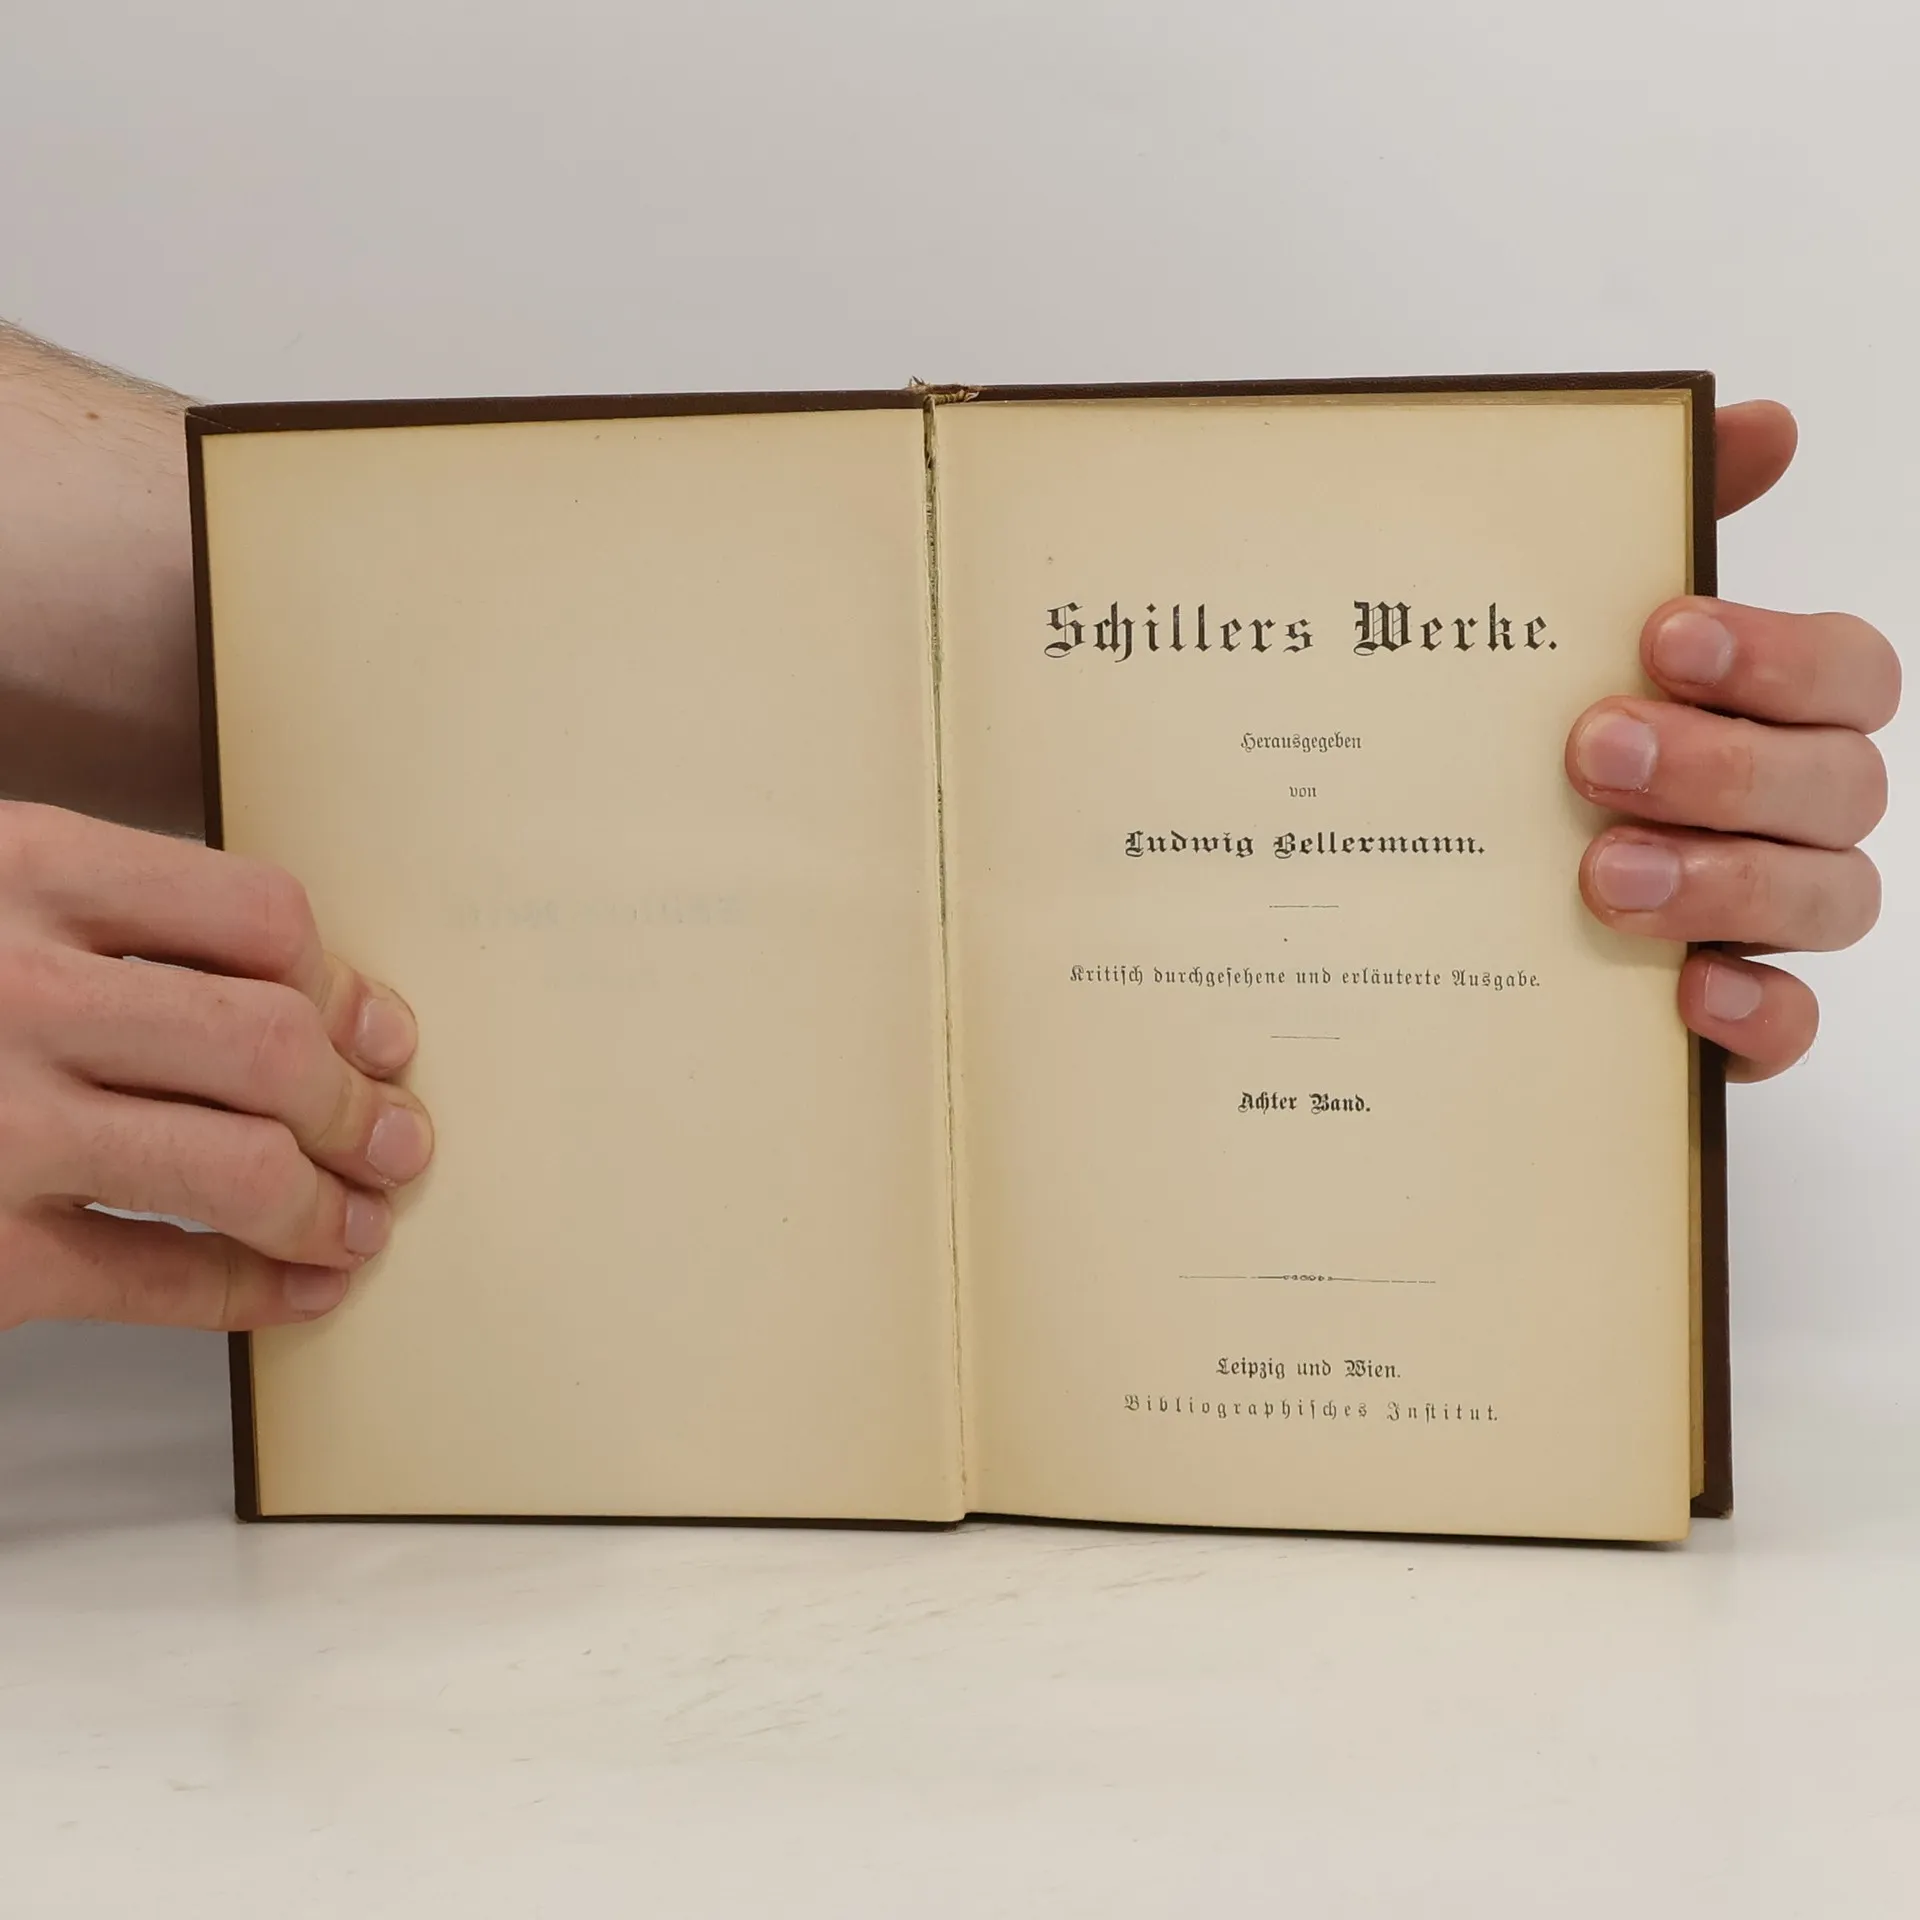 Schillers Werke.
Herausgegeben
von
Ludwig Bellermann.
Kritiſch durchgeſehene und erläuterte Ausgabe.
Achter Band.
Leipzig und Wien.
Bibliographiſches Inſtitut.